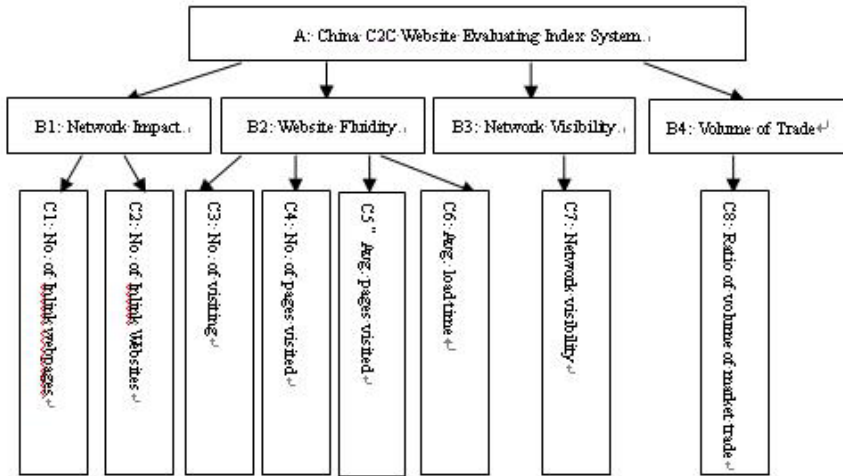 A: China C2C Website Evaluating Index System
B1: Network Impact
B2: Website Fluidity
B3: Network Visibility
B4: Volume of Trade
C1: No. of Inlink webpages
C2: No. of Inlink Websites
C3: No. of visiting
C4: No. of pages visited
C5" Avg. pages visited
C6: Avg. load time
C7: Network visibility
C8: Ratio of volume of market trade